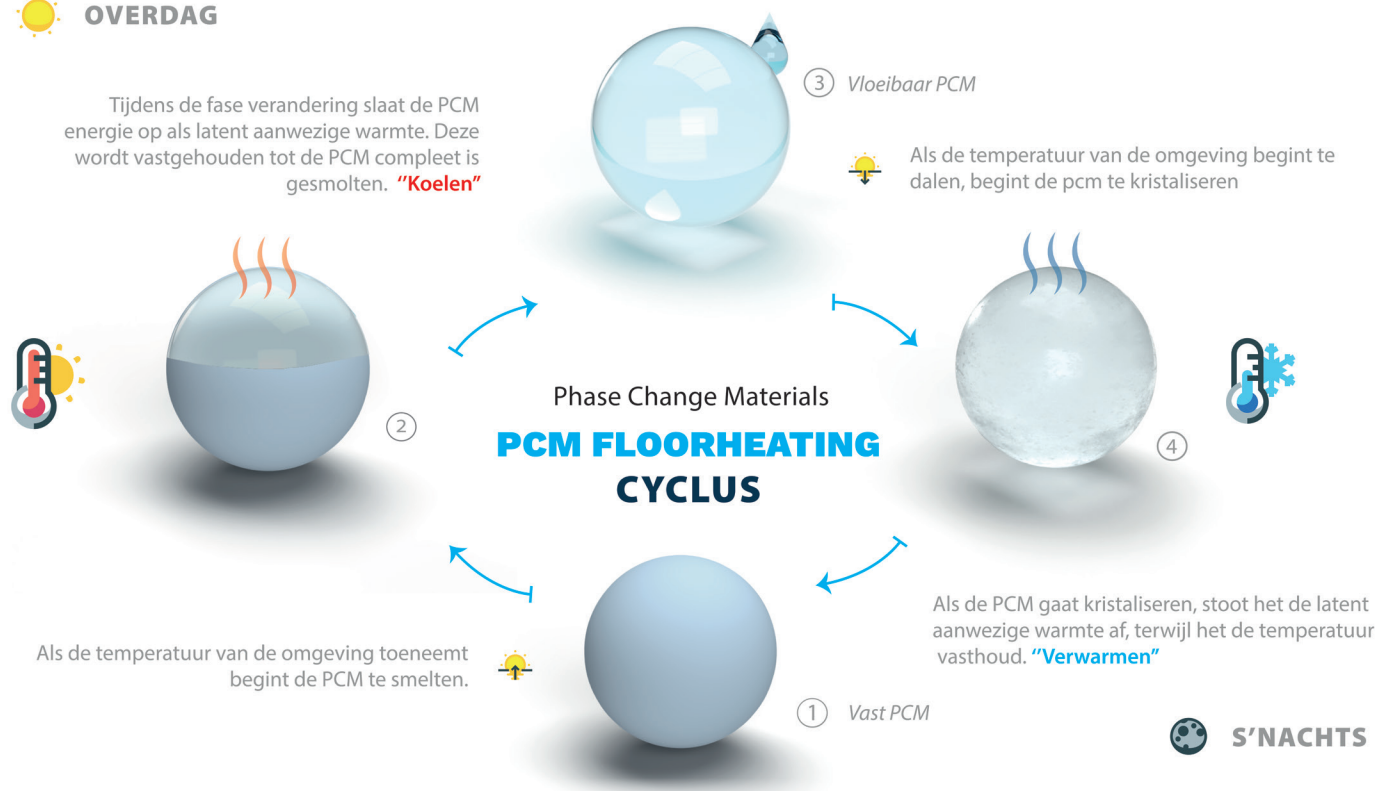 OVERDAG
Tijdens de fase verandering slaat de PCM
energie op als latent aanwezige warmte. Deze
wordt vastgehouden tot de PCM compleet is
gesmolten. ‘’Koelen”
3 Vloeibaar PCM
Als de temperatuur van de omgeving begint te
dalen, begint de pcm te kristaliseren
2
Phase Change Materials
PCM FLOORHEATING
CYCLUS
4
Als de temperatuur van de omgeving toeneemt
begint de PCM te smelten.
1 Vast PCM
Als de PCM gaat kristaliseren, stoot het de latent
aanwezige warmte af, terwijl het de temperatuur
vasthoud. ‘’Verwarmen”
S’NACHTS